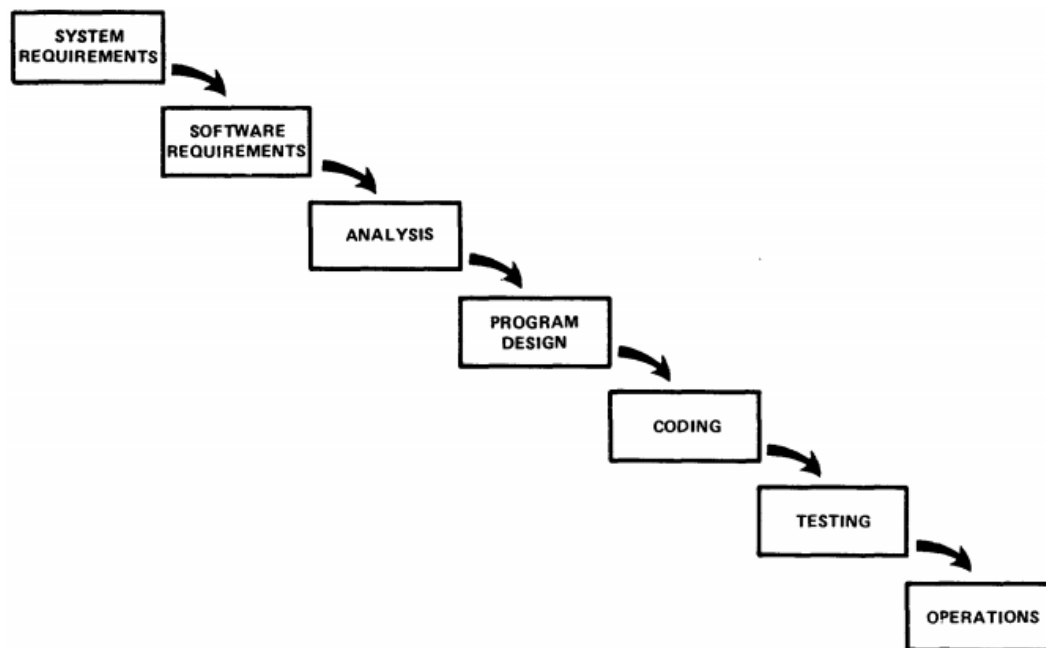 SYSTEM
REQUIREMENTS
SOFTWARE
REQUIREMENTS
ANALYSIS
PROGRAM
DESIGN
CODING
TESTING
OPERATIONS